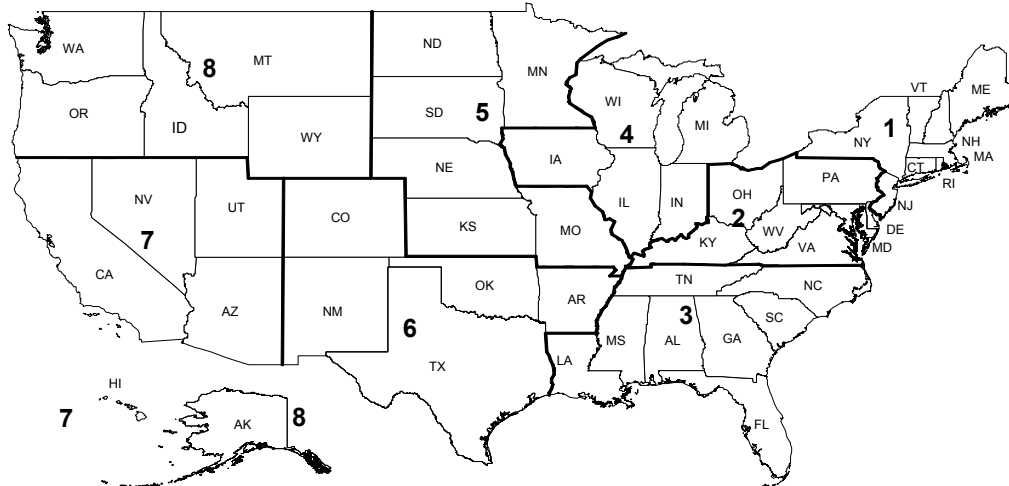 WA
MT
8
ND
MN
OR
ID
WY
SD
5
WI
4
MI
VT
ME
NY
1
NH
MA
CT
RI
NV
UT
CO
NE
IA
IL
IN
OH
2
PA
NJ
DE
MD
WV
VA
KY
7
CA
KS
MO
AZ
NM
OK
AR
TN
NC
SC
3
MS
AL
GA
6
TX
LA
FL
HI
7
AK
8